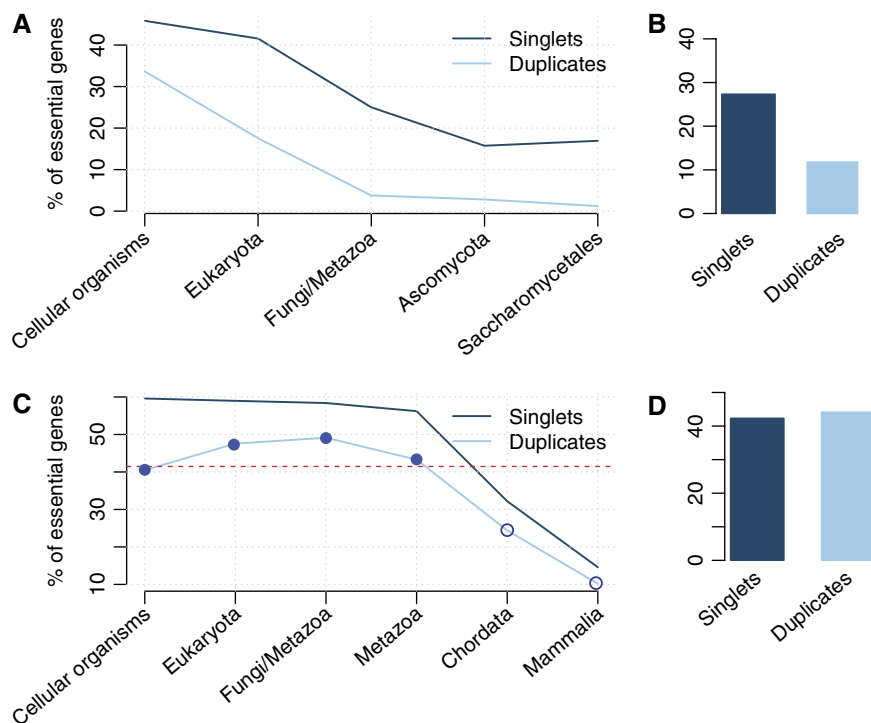 A
% of essential genes
40
30
20
10
0
Singlets
Duplicates
Cellular organisms
Eukaryota
Fungi/Metazoa
Ascomycota
Saccharomycetales
B
40
30
20
10
0
Singlets
Duplicates
C
% of essential genes
50
30
10
Singlets
Duplicates
Cellular organisms
Eukaryota
Fungi/Metazoa
Metazoa
Chordata
Mammalia
D
40
20
0
Singlets
Duplicates